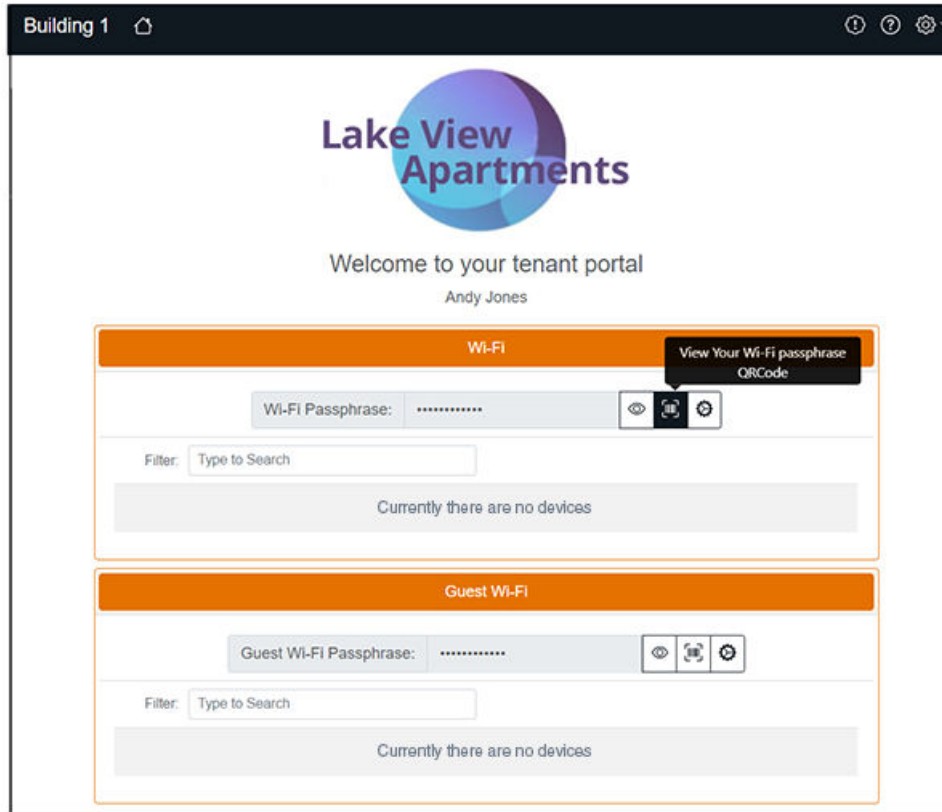 Building 1
Lake View
Apartments
Welcome to your tenant portal
Andy Jones
Wi-Fi
View Your Wi-Fi passphrase
QRCode
Wi-Fi Passphrase: ••••••••••••
Filter: Type to Search
Currently there are no devices
Guest Wi-Fi
Guest Wi-Fi Passphrase: ••••••••••••
Filter: Type to Search
Currently there are no devices